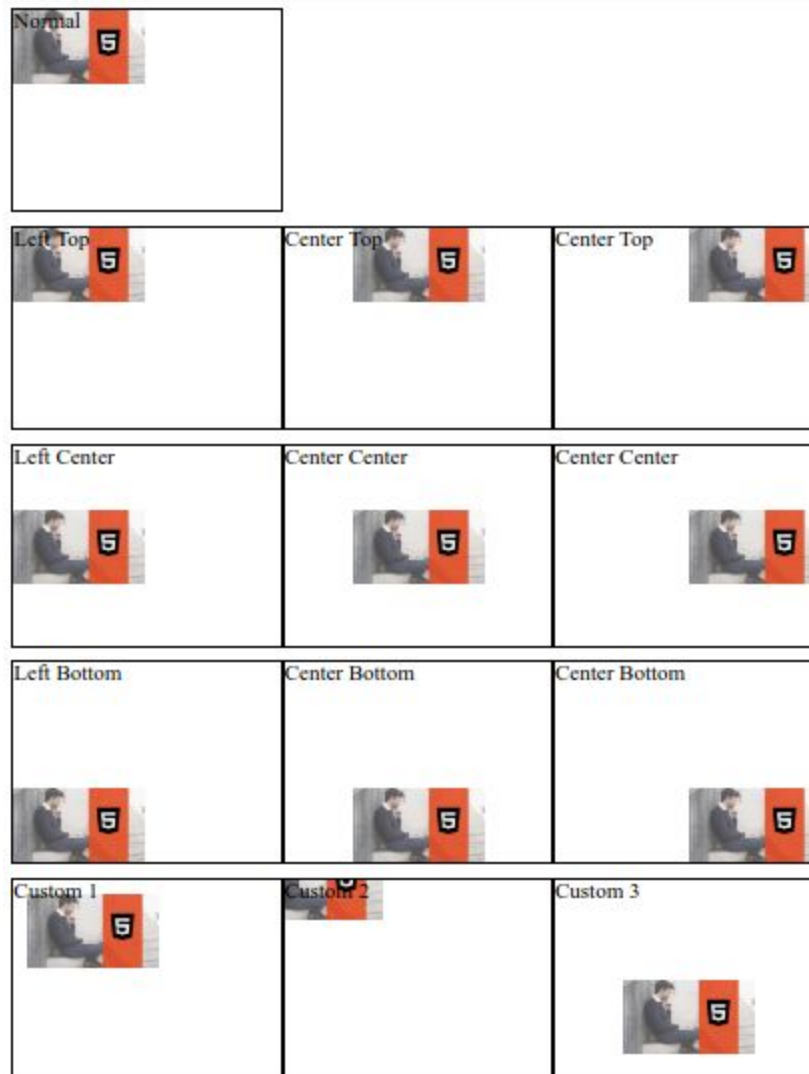 Normal
Left Top
Center Top
Center Top
Left Center
Center Center
Center Center
Left Bottom
Center Bottom
Center Bottom
Custom 1
Custom 2
Custom 3